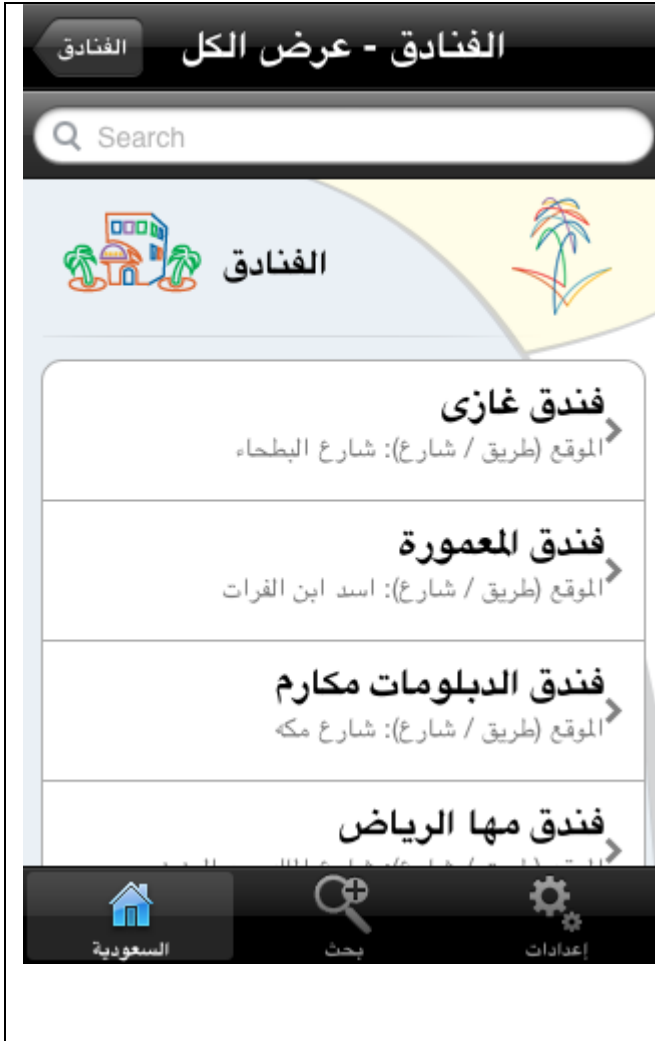 الفنادق - عرض الكل
الفنادق
Search
الفنادق
فندق غازى
الموقع (طريق / شارع): شارع البطحاء
فندق المعمورة
الموقع (طريق / شارع): اسد ابن الفرات
فندق الدبلومات مكارم
الموقع (طريق / شارع): شارع مكه
فندق مها الرياض
السعودية
بحث
إعدادات